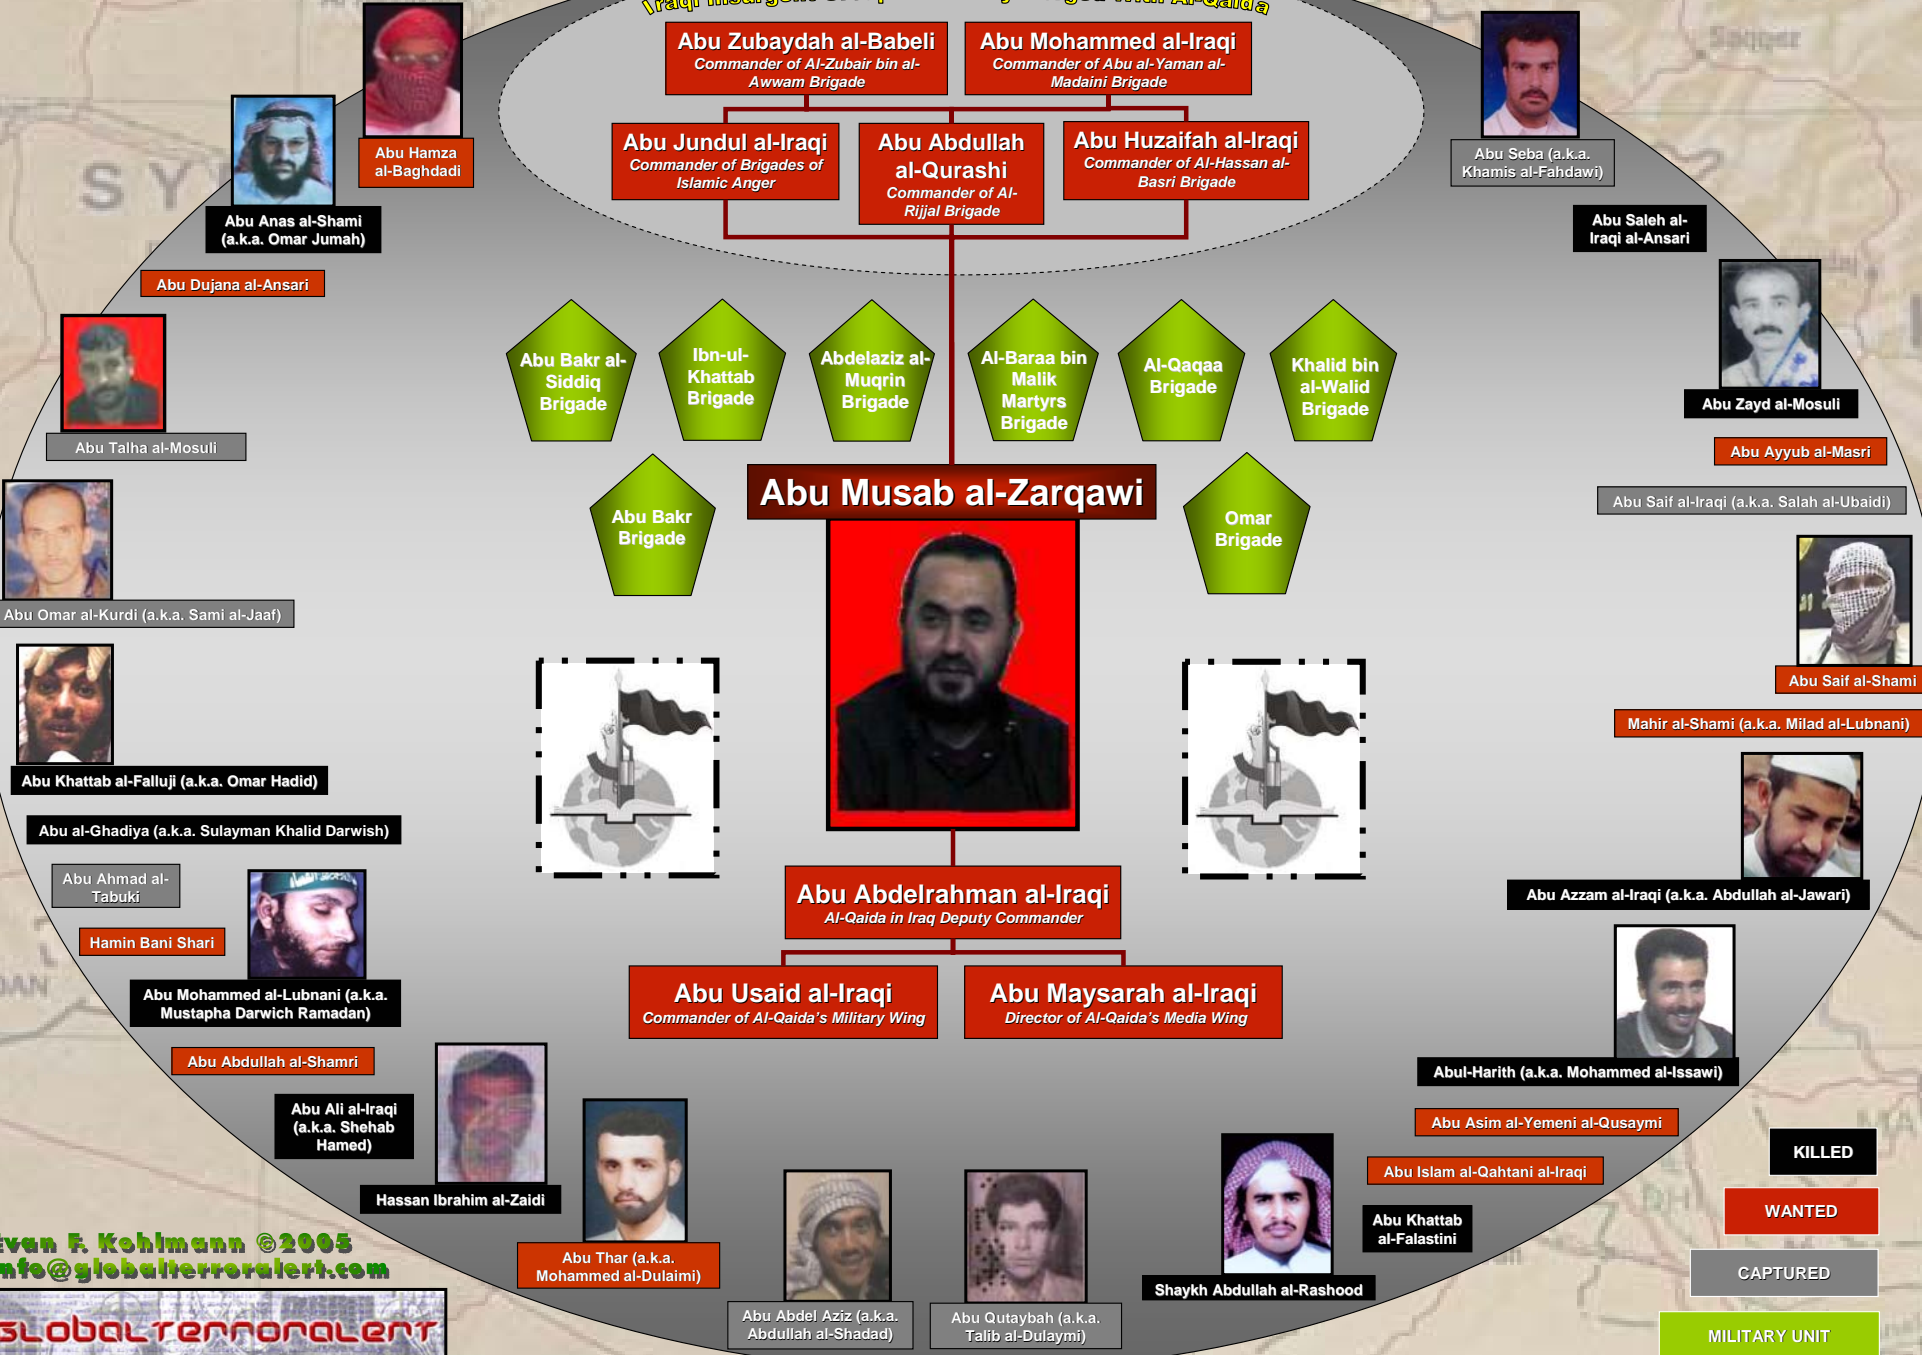 Iraqi Insurgent With Al-Qaida
Abu Zubaydah al-Babeli
Commander of Al-Zubair bin al-
Awwam Brigade
Abu Mohammed al-Iraqi
Commander of Abu al-Yaman al-
Madaini Brigade
Abu Jundul al-Iraqi
Commander of Brigades of
Islamic Anger
Abu Abdullah
al-Qurashi
Commander of Al-
Rijjal Brigade
Abu Huzaifah al-Iraqi
Commander of Al-Hassan al-
Basri Brigade
Abu Hamza
al-Baghdadi
Abu Anas al-Shami
(a.k.a. Omar Jumah)
Abu Dujana al-Ansari
Abu Talha al-Mosuli
Abu Omar al-Kurdi (a.k.a. Sami al-Jaaf)
Abu Khattab al-Falluji (a.k.a. Omar Hadid)
Abu al-Ghadiya (a.k.a. Sulayman Khalid Darwish)
Abu Ahmad al-
Tabuki
Hamin Bani Shari
Abu Mohammed al-Lubnani (a.k.a.
Mustapha Darwich Ramadan)
Abu Abdullah al-Shamri
Abu Ali al-Iraqi
(a.k.a. Shehab
Hamed)
Hassan Ibrahim al-Zaidi
Abu Thar (a.k.a.
Mohammed al-Dulaimi)
Abu Abdel Aziz (a.k.a.
Abdullah al-Shadad)
Abu Qutaybah (a.k.a.
Talib al-Dulaymi)
Shaykh Abdullah al-Rashood
Abu Khattab
al-Falastini
Abu Islam al-Qahtani al-Iraqi
Abu Asim al-Yemeni al-Qusaymi
Abul-Harith (a.k.a. Mohammed al-Issawi)
Abu Azzam al-Iraqi (a.k.a. Abdullah al-Jawari)
Mahir al-Shami (a.k.a. Milad al-Lubnani)
Abu Saif al-Shami
Abu Saif al-Iraqi (a.k.a. Salah al-Ubaidi)
Abu Ayyub al-Masri
Abu Zayd al-Mosuli
Abu Saleh al-
Iraqi al-Ansari
Abu Seba (a.k.a.
Khamis al-Fahdawi)
Abu Bakr al-
Siddiq
Brigade
Ibn-ul-
Khattab
Brigade
Abdelaziz al-
Muqrin
Brigade
Al-Baraa bin
Malik
Martyrs
Brigade
Al-Qaqaa
Brigade
Khalid bin
al-Walid
Brigade
Abu Bakr
Brigade
Omar
Brigade
Abu Musab al-Zarqawi
Abu Abdelrahman al-Iraqi
Al-Qaida in Iraq Deputy Commander
Abu Usaid al-Iraqi
Commander of Al-Qaida's Military Wing
Abu Maysarah al-Iraqi
Director of Al-Qaida's Media Wing
Evan F. Kohlmann ©2005
info@globalterroralert.com
GLOBALTERRORALERT
KILLED
WANTED
CAPTURED
MILITARY UNIT